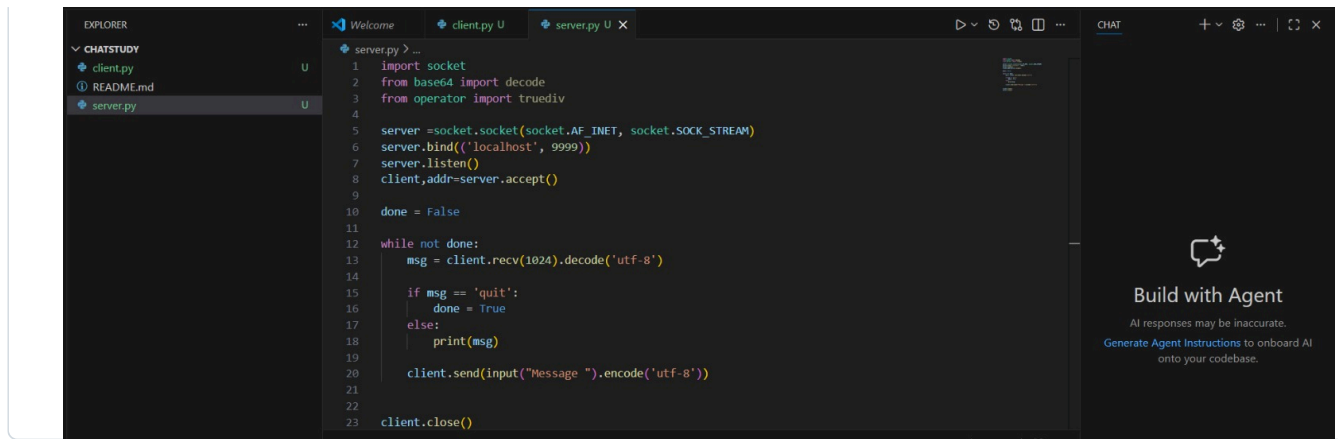 EXPLORER ...
CHATSTUDY
client.py U
README.md
server.py U
Welcome client.py U server.py U
server.py > ...
1 import socket
2 from base64 import decode
3 from operator import truediv
4
5 server =socket.socket(socket.AF_INET, socket.SOCK_STREAM)
6 server.bind(('localhost', 9999))
7 server.listen()
8 client,addr=server.accept()
9
10 done = False
11
12 while not done:
13     msg = client.recv(1024).decode('utf-8')
14
15     if msg == 'quit':
16         done = True
17     else:
18         print(msg)
19
20     client.send(input("Message ").encode('utf-8'))
21
22
23 client.close()
CHAT
Build with Agent
AI responses may be inaccurate.
Generate Agent Instructions to onboard AI
onto your codebase.